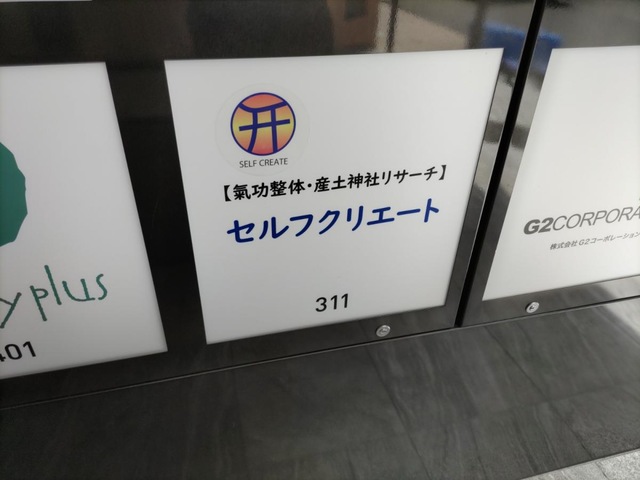 yplus
401
SELF CREATE
【氣功整体・産土神社リサーチ】
セルフクリエート
311
G2CORPORA
株式会社 G2コーポレーション